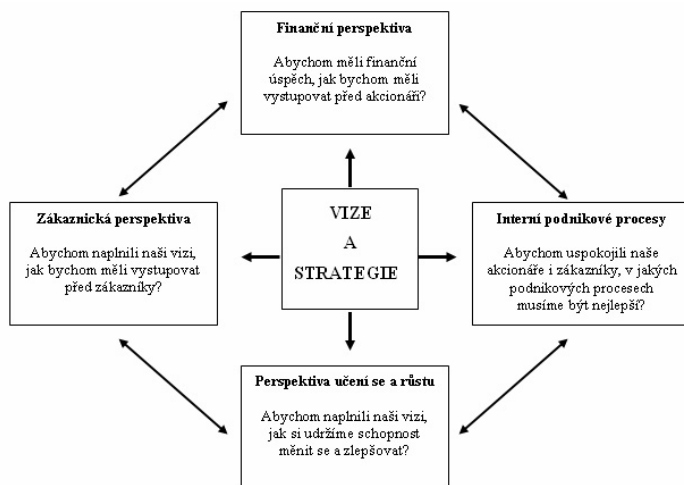 Finanční perspektiva
Abychom měli finanční
úspěch, jak bychom měli
vystupovat před akcionáři?
Zákaznická perspektiva
Abychom naplnili naši vizi,
jak bychom měli vystupovat
před zákazníky?
VIZE
A
STRATEGIE
Interní podnikové procesy
Abychom uspokojili naše
akcionáře i zákazníky, v jakých
podnikových procesech
musíme být nejlepší?
Perspektiva učení se a růstu
Abychom naplnili naši vizi,
jak si udržíme schopnost
měnit se a zlepšovat?